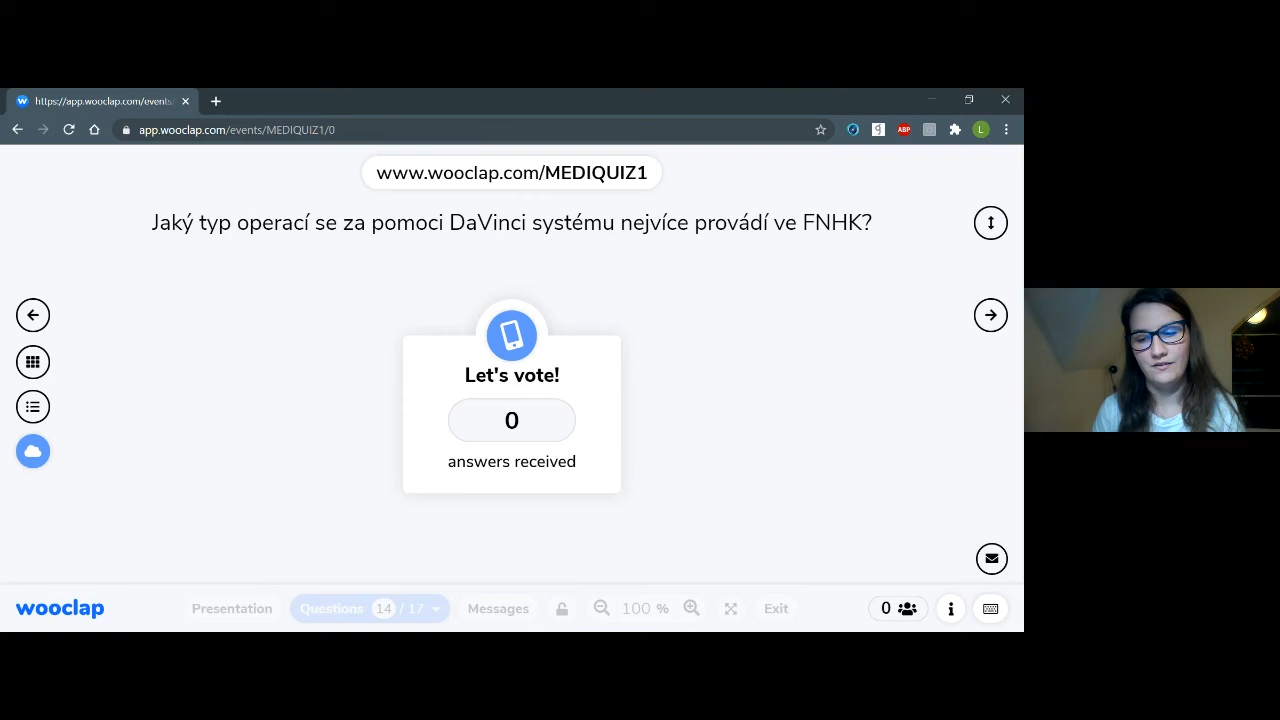 https://app.wooclap.com/events/
app.wooclap.com/events/MEDIQUIZ1/0
ABP
L
www.wooclap.com/MEDIQUIZ1
Jaký typ operací se za pomoci DaVinci systému nejvíce provádí ve FNHK?
Let's vote!
0
answers received
wooclap
Presentation
Questions 14 / 17
Messages
100 %
Exit
0